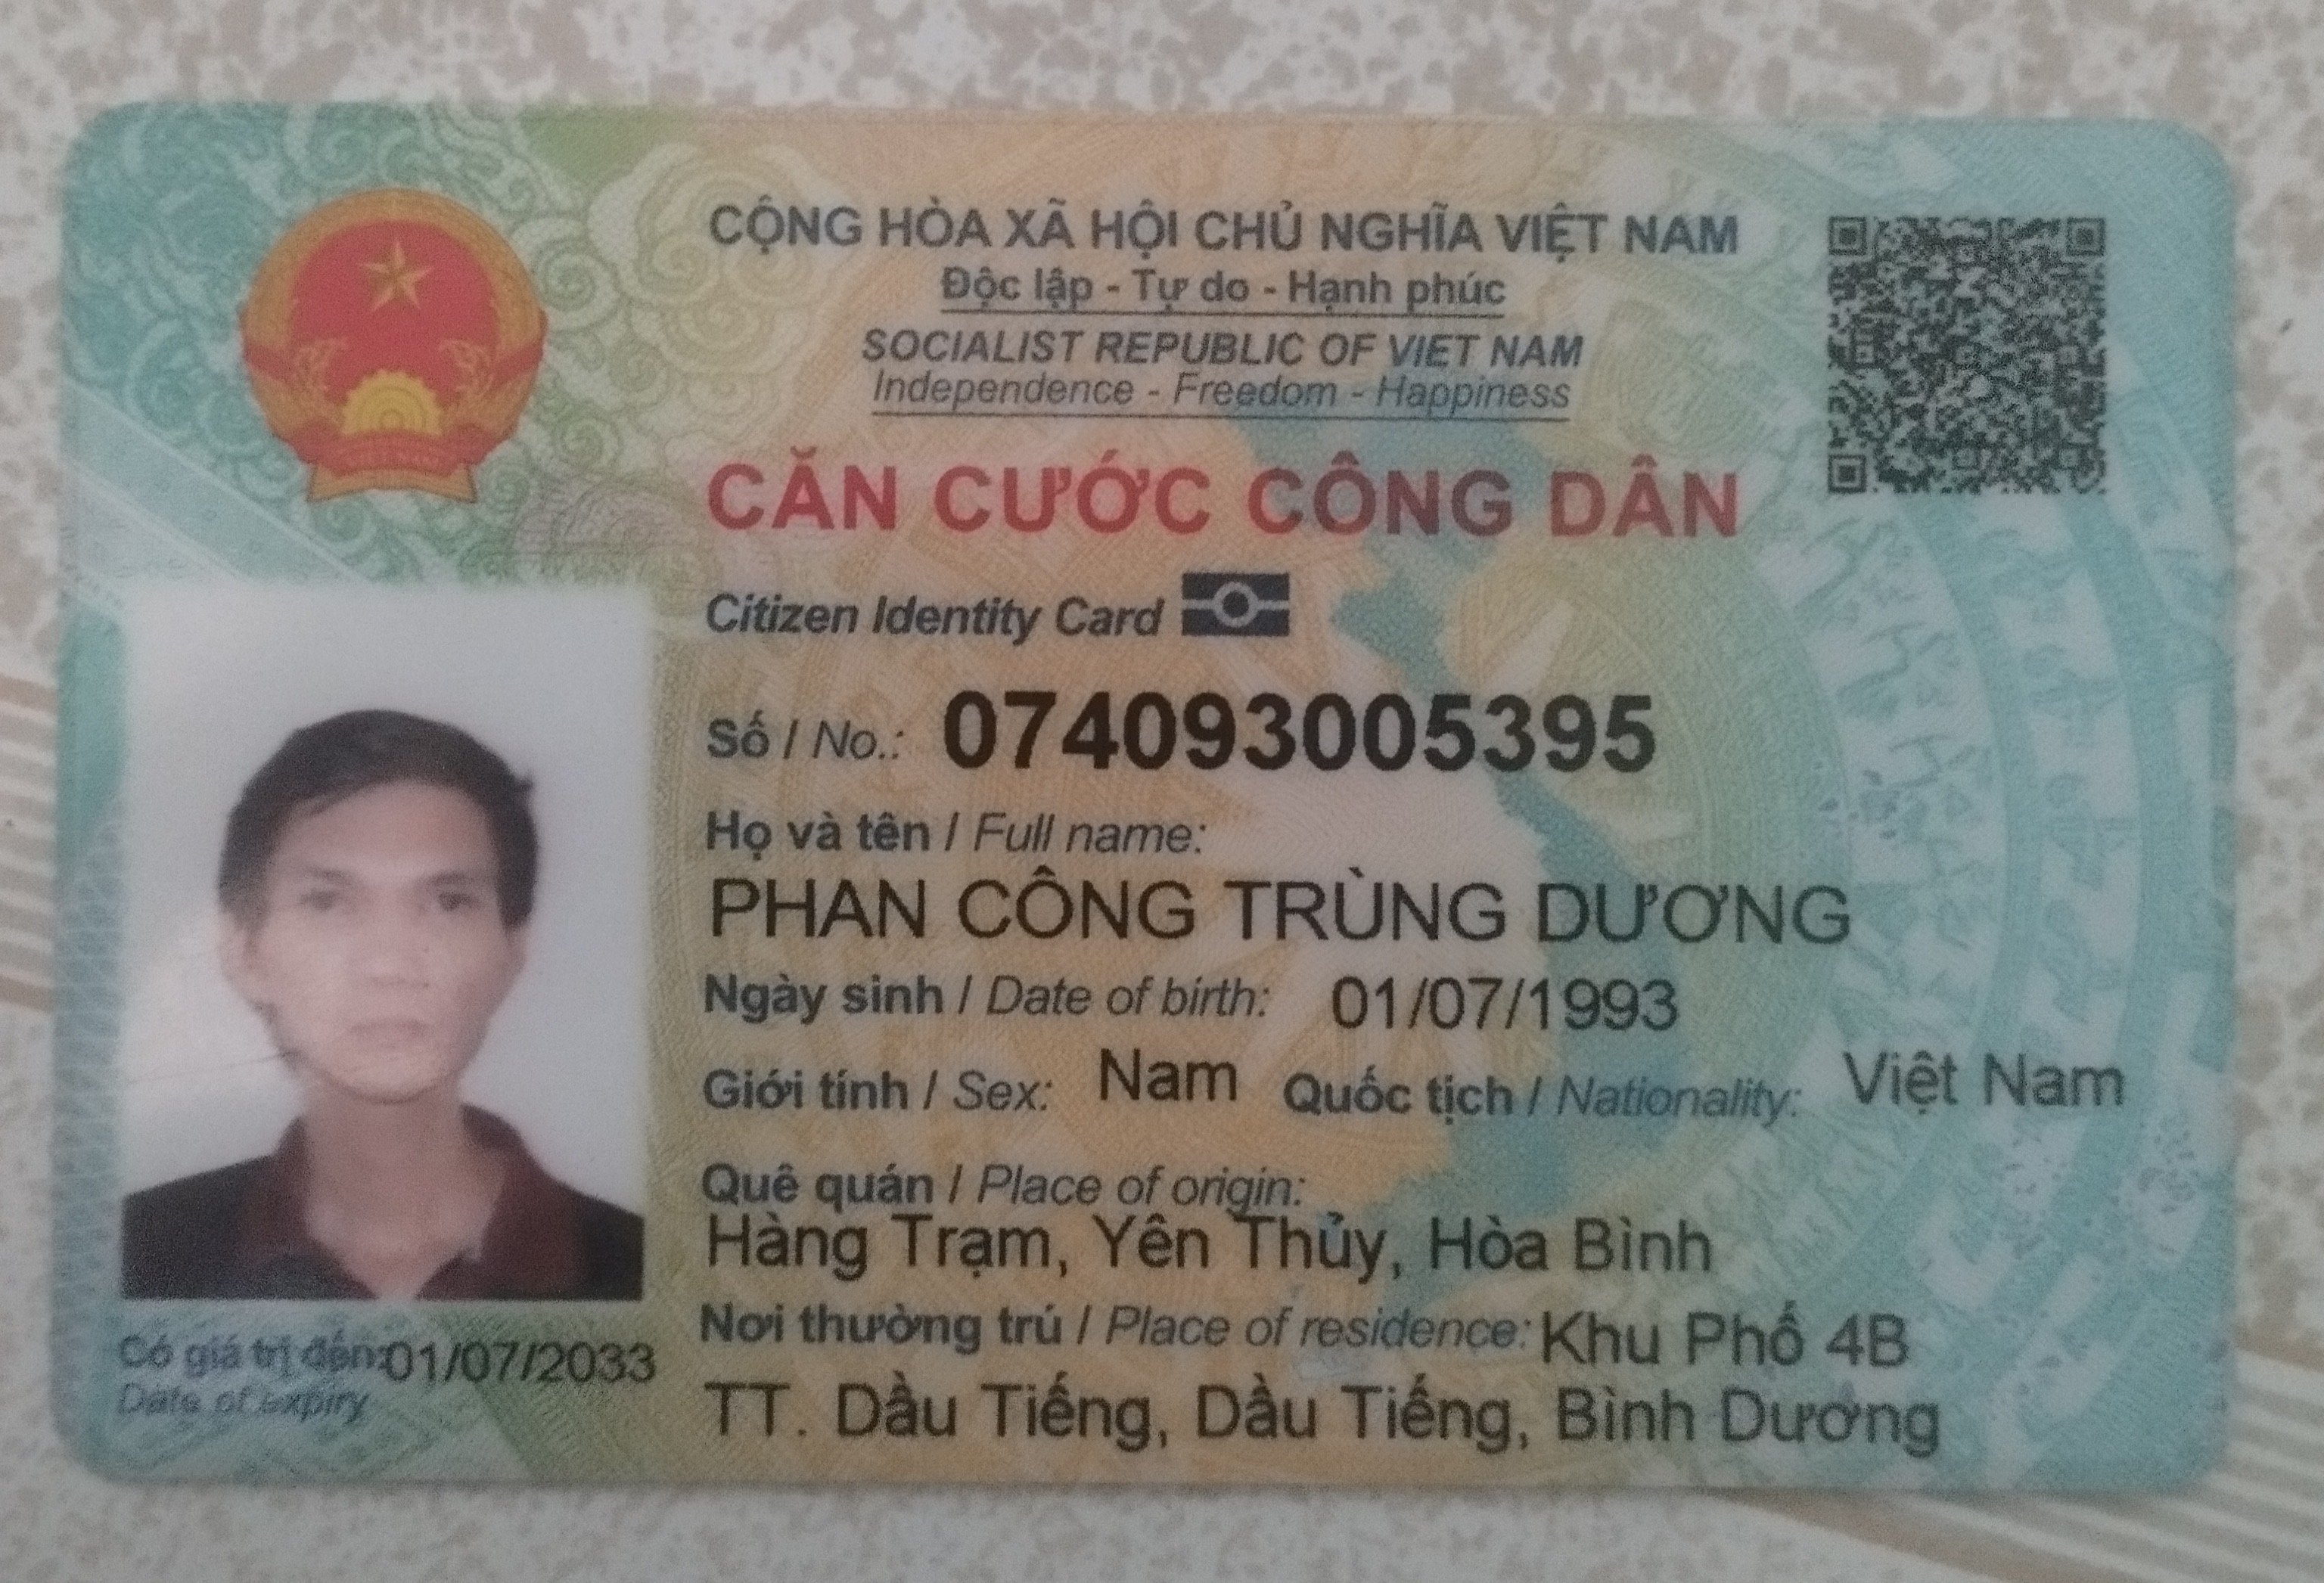 CỘNG HÒA XÃ HỘI CHỦ NGHĨA VIỆT NAM
Độc lập - Tự do - Hạnh phúc
SOCIALIST REPUBLIC OF VIET NAM
Independence - Freedom - Happiness
CĂN CƯỚC CÔNG DÂN
Citizen Identity Card
Số / No.: 074093005395
Họ và tên / Full name:
PHAN CÔNG TRÙNG DƯƠNG
Ngày sinh / Date of birth: 01/07/1993
Giới tính / Sex: Nam Quốc tịch / Nationality: Việt Nam
Quê quán / Place of origin:
Hàng Trạm, Yên Thủy, Hòa Bình
Nơi thường trú / Place of residence: Khu Phố 4B
TT. Dầu Tiếng, Dầu Tiếng, Bình Dương
Có giá trị đến: 01/07/2033
Date of expiry
VIỆT NAM